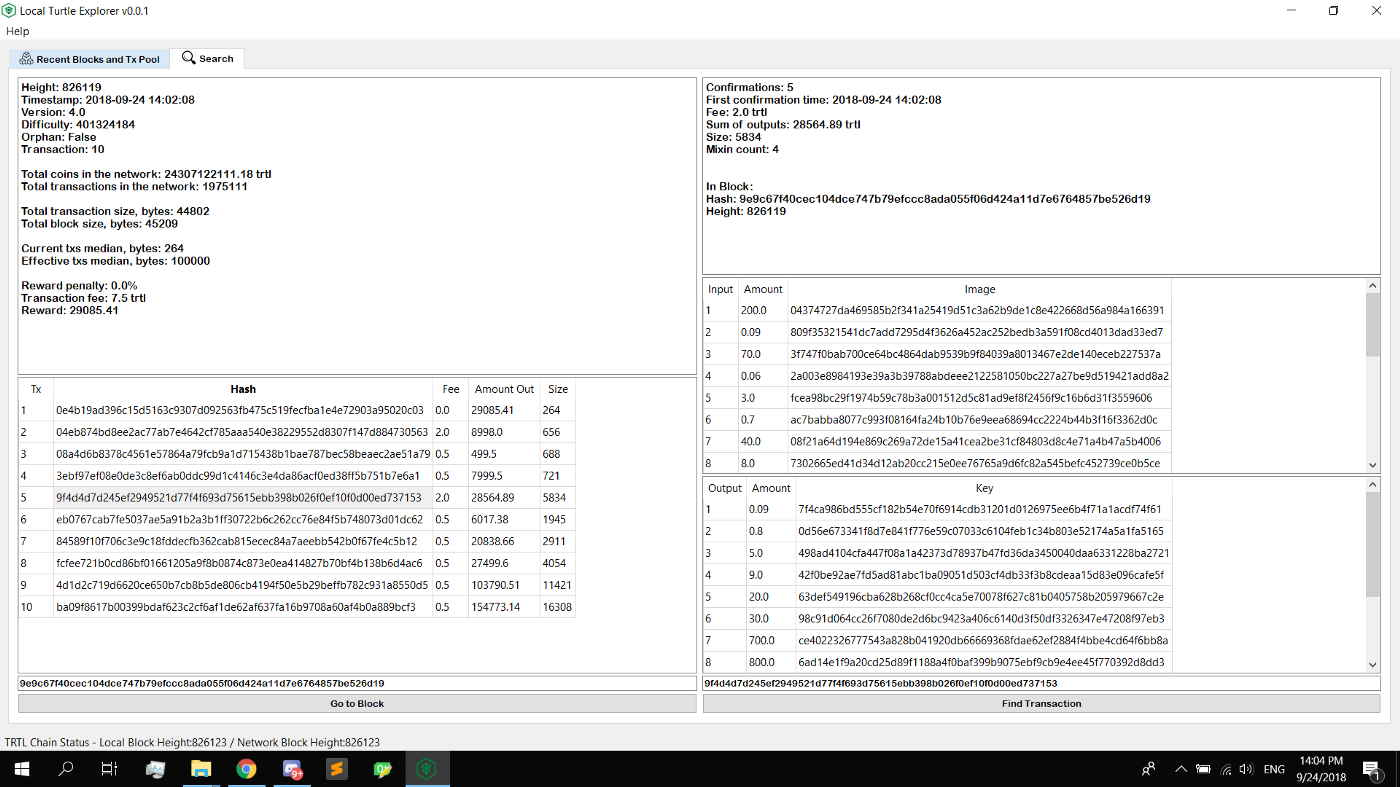 Local Turtle Explorer v0.0.1
Help
Recent Blocks and Tx Pool
Search
Height: 826119
Timestamp: 2018-09-24 14:02:08
Version: 4.0
Difficulty: 401324184
Orphan: False
Transaction: 10
Total coins in the network: 24307122111.18 trtl
Total transactions in the network: 1975111
Total transaction size, bytes: 44802
Total block size, bytes: 45209
Current txs median, bytes: 264
Effective txs median, bytes: 100000
Reward penalty: 0.0%
Transaction fee: 7.5 trtl
Reward: 29085.41
Tx Hash Fee Amount Out Size
1 0e4b19ad396c15d5163c9307d092563fb475c519fecfba1e4e72903a95020c03 0.0 29085.41 264
2 04eb874bd8ee2ac77ab7e4642cf785aaa540e38229552d8307f147d884730563 2.0 8998.0 656
3 08a4d6b8378c4561e57864a79fcb9a1d715438b1bae787bec58beaec2ae51a79 0.5 499.5 688
4 3ebf97ef08e0de3c8ef6ab0ddc99d1c4146c3e4da86acf0ed38ff5b751b7e6a1 0.5 7999.5 721
5 9f4d4d7d245ef2949521d77f4f693d75615ebb398b026f0ef10f0d00ed737153 2.0 28564.89 5834
6 eb0767cab7fe5037ae5a91b2a3b1ff30722b6c262cc76e84f5b748073d01dc62 0.5 6017.38 1945
7 84589f10f706c3e9c18fddecfb362cab815ecec84a7aeebb542b0f67fe4c5b12 0.5 20838.66 2911
8 fcfee721b0cd86bf01661205a9f8b0874c873e0ea414827b70bf4b138b6d4ac6 0.5 27499.6 4054
9 4d1d2c719d6620ce650b7cb8b5de806cb4194f50e5b29beffb782c931a8550d5 0.5 103790.51 11421
10 ba09f8617b00399bdaf623c2cf6af1de62af637fa16b9708a60af4b0a889bcf3 0.5 154773.14 16308
9e9c67f40cec104dce747b79efccc8ada055f06d424a11d7e6764857be526d19
Go to Block
Confirmations: 5
First confirmation time: 2018-09-24 14:02:08
Fee: 2.0 trtl
Sum of outputs: 28564.89 trtl
Size: 5834
Mixin count: 4
In Block:
Hash: 9e9c67f40cec104dce747b79efccc8ada055f06d424a11d7e6764857be526d19
Height: 826119
Input Amount Image
1 200.0 04374727da469585b2f341a25419d51c3a62b9de1c8e422668d56a984a166391
2 0.09 809f35321541dc7add7295d4f3626a452ac252bedb3a591f08cd4013dad33ed7
3 70.0 3f747f0bab700ce64bc4864dab9539b9f84039a8013467e2de140eceb227537a
4 0.06 2a003e8984193e39a3b39788abdeee2122581050bc227a27be9d519421add8a2
5 3.0 fcea98bc29f1974b59c78b3a001512d5c81ad9ef8f2456f9c16b6d31f3559606
6 0.7 ac7babba8077c993f08164fa24b10b76e9eea68694cc2224b44b3f16f3362d0c
7 40.0 08f21a64d194e869c269a72de15a41cea2be31cf84803d8c4e71a4b47a5b4006
8 8.0 7302665ed41d34d12ab20cc215e0ee76765a9d6fc82a545befc452739ce0b5ce
Output Amount Key
1 0.09 7f4ca986bd555cf182b54e70f6914cdb31201d0126975ee6b4f71a1acdf74f61
2 0.8 0d56e673341f8d7e841f776e59c07033c6104feb1c34b803e52174a5a1fa5165
3 5.0 498ad4104cfa447f08a1a42373d78937b47fd36da3450040daa6331228ba2721
4 9.0 42f0be92ae7fd5ad81abc1ba09051d503cf4db33f3b8cdeaa15d83e096cafe5f
5 20.0 63def549196cba628b268cf0cc4ca5e70078f627c81b0405758b205979667c2e
6 30.0 98c91d064cc26f7080de2d6bc9423a406c6140d3f50df3326347e47208f97eb3
7 700.0 ce4022326777543a828b041920db66669368fdae62ef2884f4bbe4cd64f6bb8a
8 800.0 6ad14e1f9a20cd25d89f1188a4f0baf399b9075ebf9cb9e4ee45f770392d8dd3
9f4d4d7d245ef2949521d77f4f693d75615ebb398b026f0ef10f0d00ed737153
Find Transaction
TRTL Chain Status - Local Block Height:826123 / Network Block Height:826123
9+
ENG
14:04 PM
9/24/2018
1